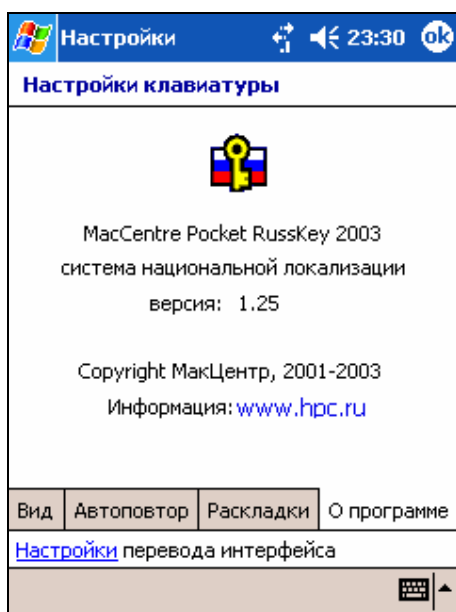 Настройки 23:30 ok
Настройки клавиатуры
MacCentre Pocket RussKey 2003
система национальной локализации
версия: 1.25
Copyright МакЦентр, 2001-2003
Информация: www.hpc.ru
Вид Автоповтор Раскладки О программе
Настройки перевода интерфейса